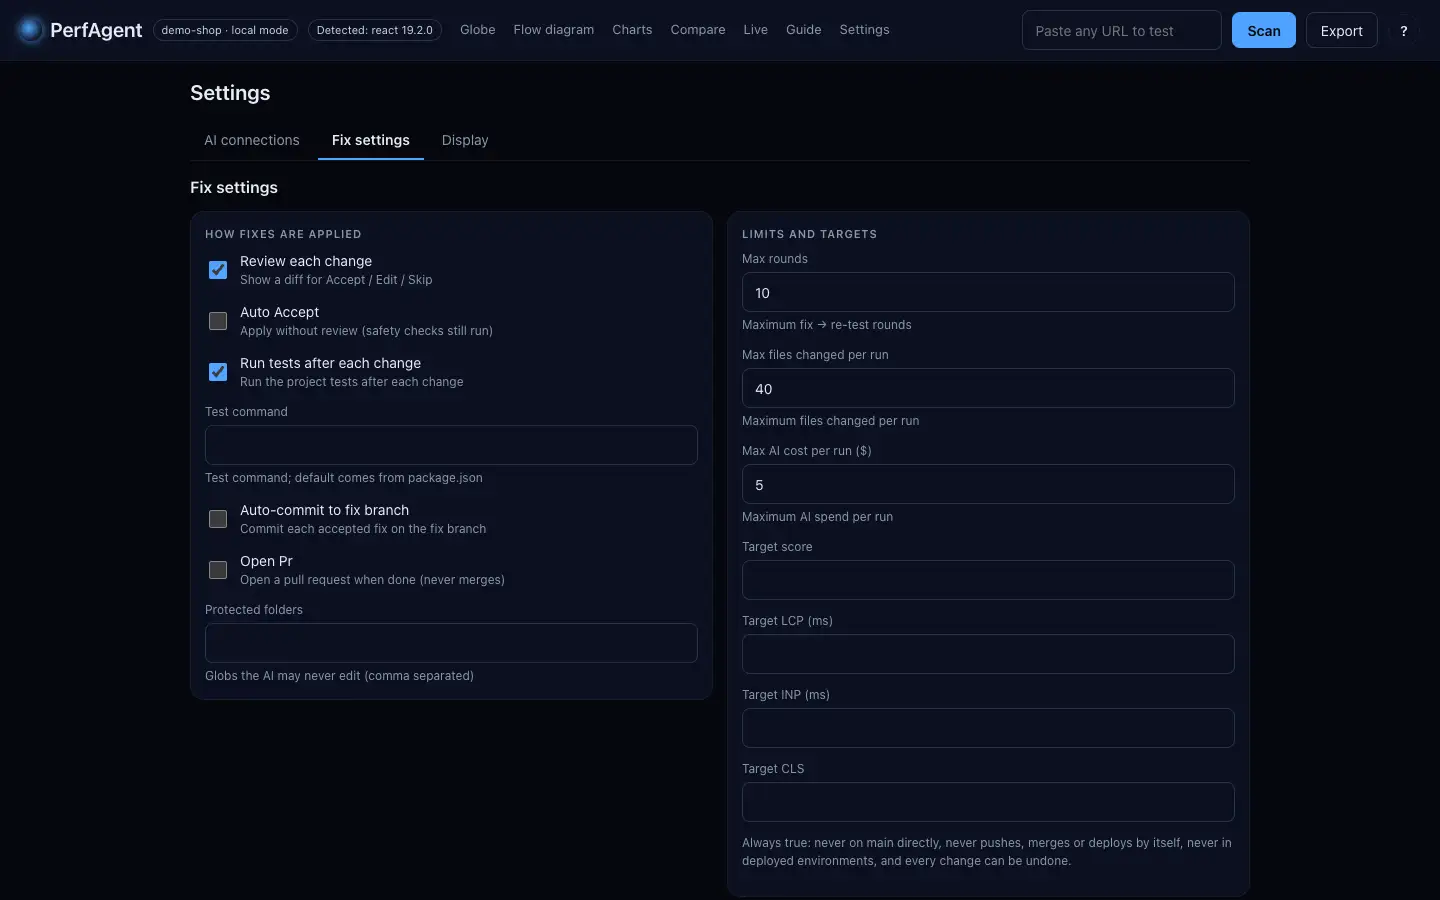 PerfAgent
demo-shop · local mode
Detected: react 19.2.0
Globe
Flow diagram
Charts
Compare
Live
Guide
Settings
Paste any URL to test
Scan
Export
?
Settings
AI connections
Fix settings
Display
Fix settings
HOW FIXES ARE APPLIED
Review each change
Show a diff for Accept / Edit / Skip
Auto Accept
Apply without review (safety checks still run)
Run tests after each change
Run the project tests after each change
Test command
Test command; default comes from package.json
Auto-commit to fix branch
Commit each accepted fix on the fix branch
Open Pr
Open a pull request when done (never merges)
Protected folders
Globs the AI may never edit (comma separated)
LIMITS AND TARGETS
Max rounds
10
Maximum fix → re-test rounds
Max files changed per run
40
Maximum files changed per run
Max AI cost per run ($)
5
Maximum AI spend per run
Target score
Target LCP (ms)
Target INP (ms)
Target CLS
Always true: never on main directly, never pushes, merges or deploys by itself, never in
deployed environments, and every change can be undone.